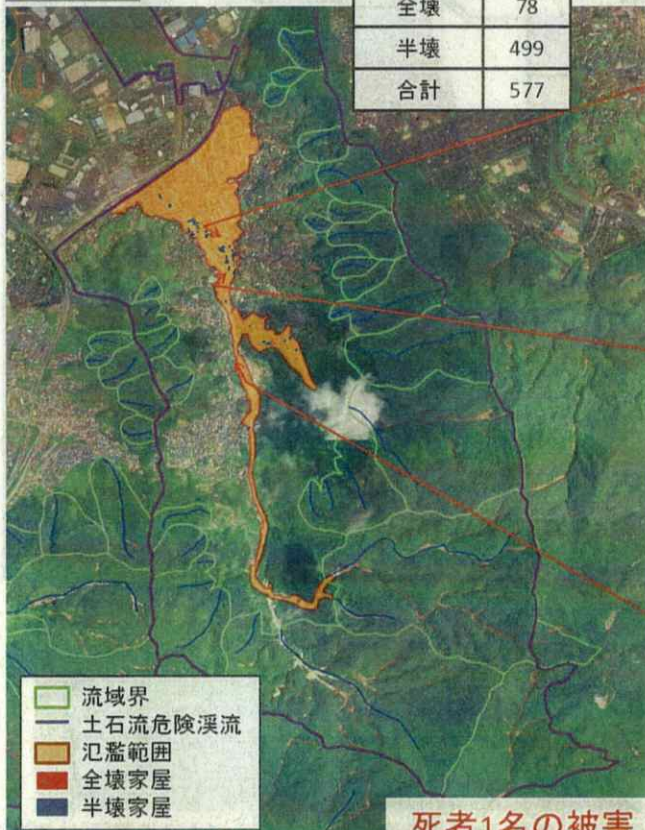 全壊 78
半壊 499
合計 577
流域界
土石流危険渓流
氾濫範囲
全壊家屋
半壊家屋
死者1名の被害